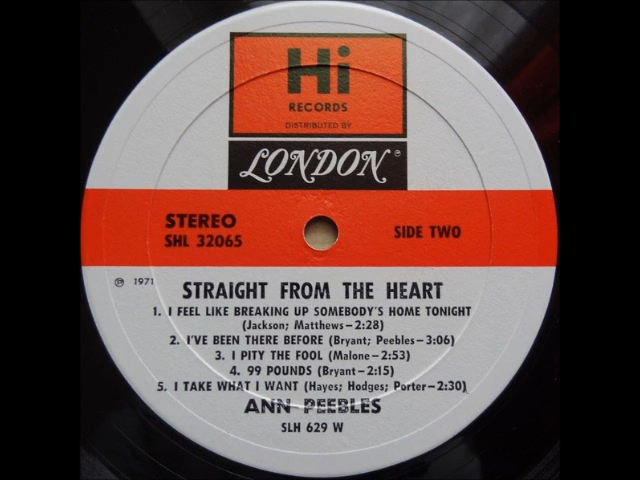 Hi
RECORDS
DISTRIBUTED BY
LONDON ®
STEREO
SHL 32065
SIDE TWO
℗ 1971
STRAIGHT FROM THE HEART
1. I FEEL LIKE BREAKING UP SOMEBODY'S HOME TONIGHT
(Jackson; Matthews–2:28)
2. I'VE BEEN THERE BEFORE (Bryant; Peebles–3:06)
3. I PITY THE FOOL (Malone–2:53)
4. 99 POUNDS (Bryant–2:15)
5. I TAKE WHAT I WANT (Hayes; Hodges; Porter–2:30)
ANN PEEBLES
SLH 629 W